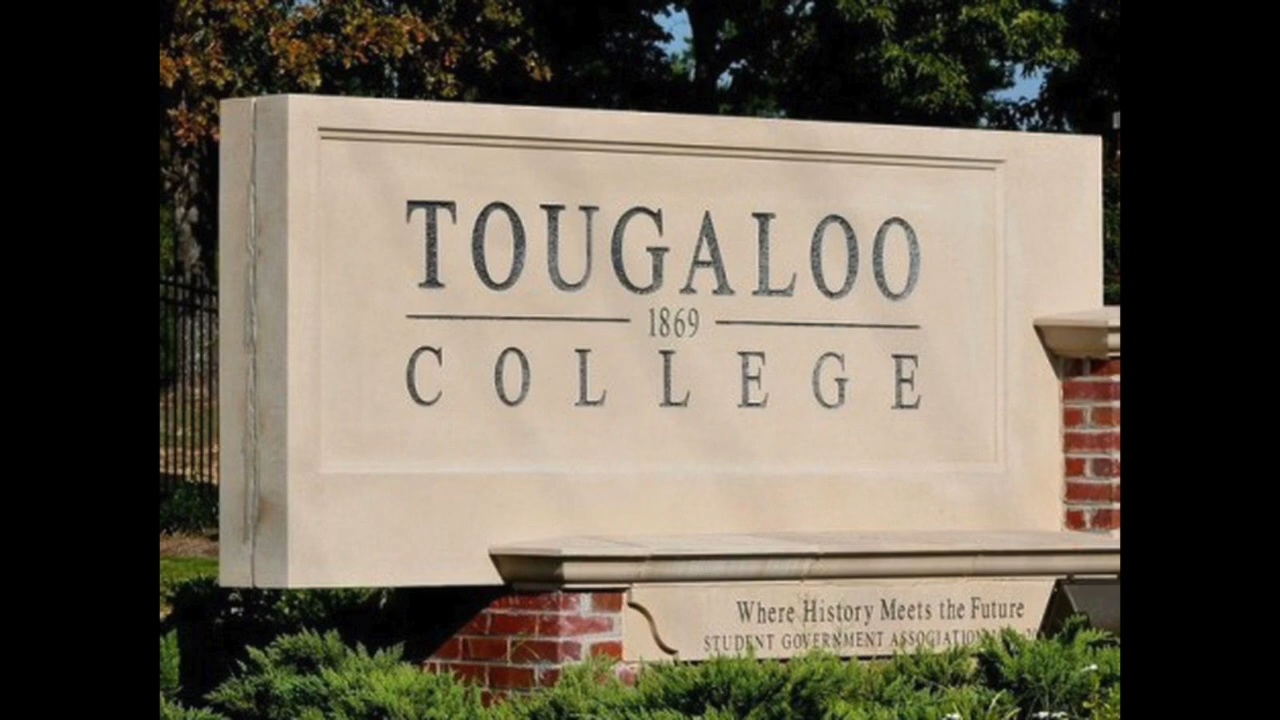 TOUGALOO
1869
COLLEGE
Where History Meets the Future
STUDENT GOVERNMENT ASSOCIATION